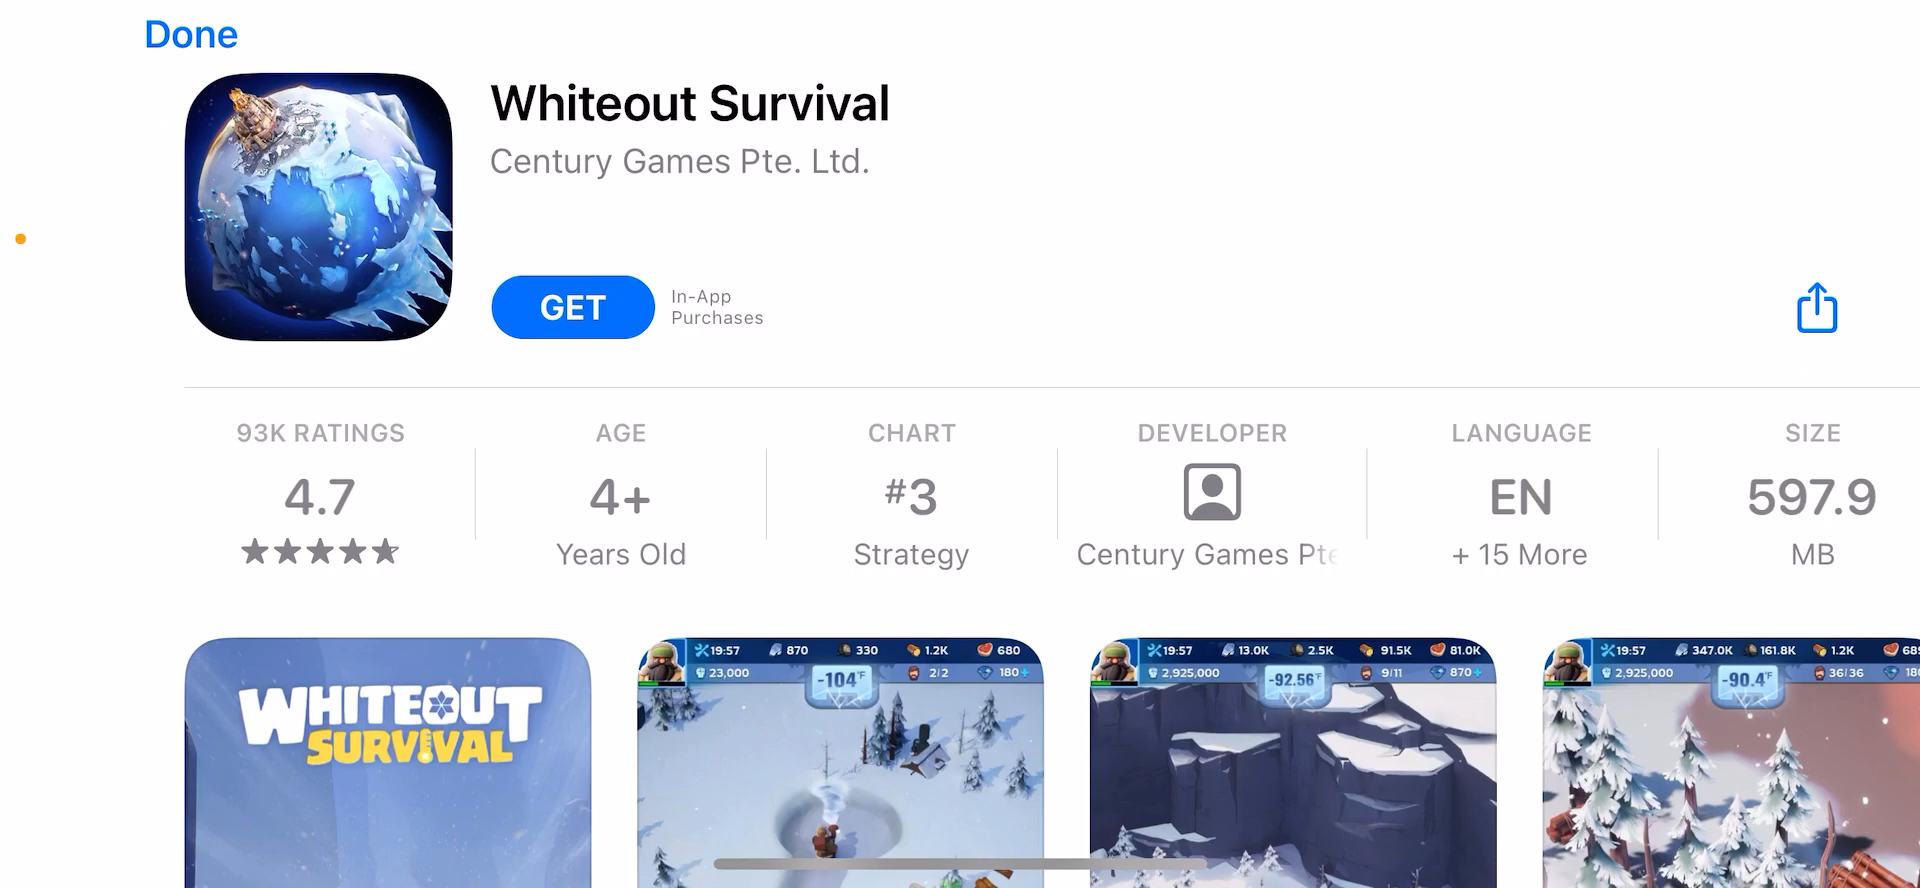 Done
Whiteout Survival
Century Games Pte. Ltd.
GET
In-App
Purchases
93K RATINGS
4.7
AGE
4+
Years Old
CHART
#3
Strategy
DEVELOPER
Century Games Pte
LANGUAGE
EN
+ 15 More
SIZE
597.9
MB
WHITEOUT
SURVIVAL
19:57 870 330 1.2K 680
23,000 2/2 180+
-104°F
19:57 13.0K 2.5K 91.5K 81.0K
2,925,000 9/11 870+
-92.56°F
19:57 347.0K 161.8K 1.2K
2,925,000 36/36
-90.4°F